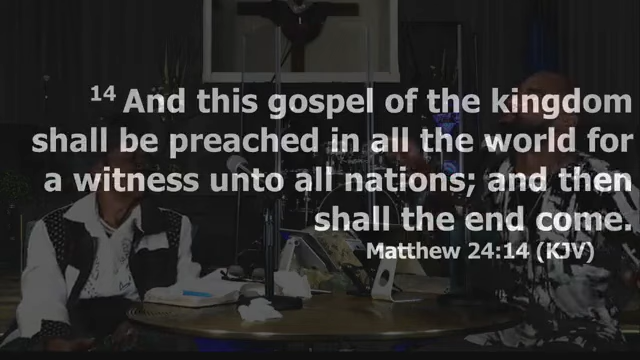 14 And this gospel of the kingdom
shall be preached in all the world for
a witness unto all nations; and then
shall the end come.
Matthew 24:14 (KJV)